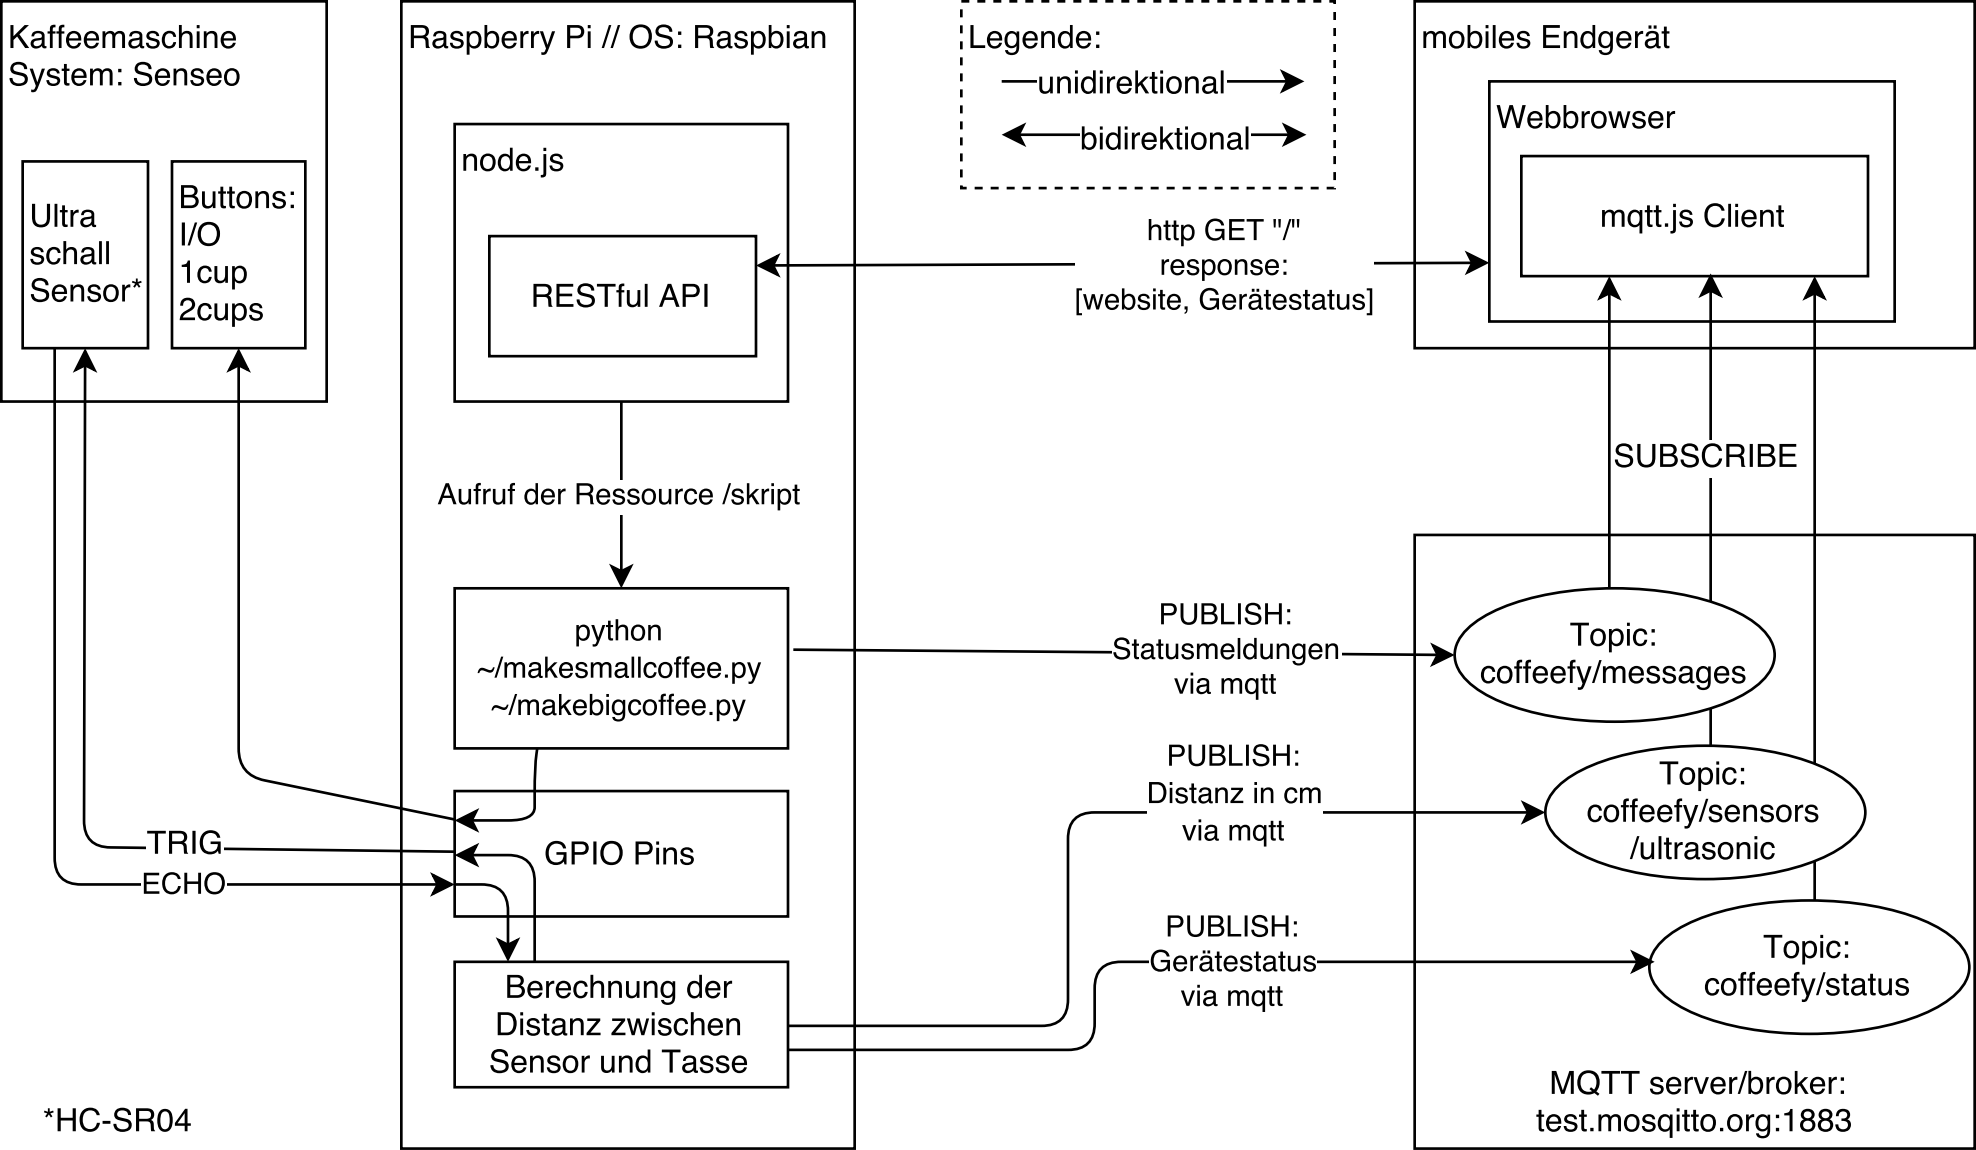 Kaffeemaschine
System: Senseo
Ultra
schall
Sensor*
Buttons:
I/O
1cup
2cups
Raspberry Pi // OS: Raspbian
node.js
RESTful API
Aufruf der Ressource /skript
python
~/makesmallcoffee.py
~/makebigcoffee.py
GPIO Pins
TRIG
ECHO
Berechnung der
Distanz zwischen
Sensor und Tasse
*HC-SR04
Legende:
unidirektional
bidirektional
http GET "/"
response:
[website, Gerätestatus]
PUBLISH:
Statusmeldungen
via mqtt
PUBLISH:
Distanz in cm
via mqtt
PUBLISH:
Gerätestatus
via mqtt
mobiles Endgerät
Webbrowser
mqtt.js Client
SUBSCRIBE
Topic:
coffeefy/messages
Topic:
coffeefy/sensors
/ultrasonic
Topic:
coffeefy/status
MQTT server/broker:
test.mosqitto.org:1883